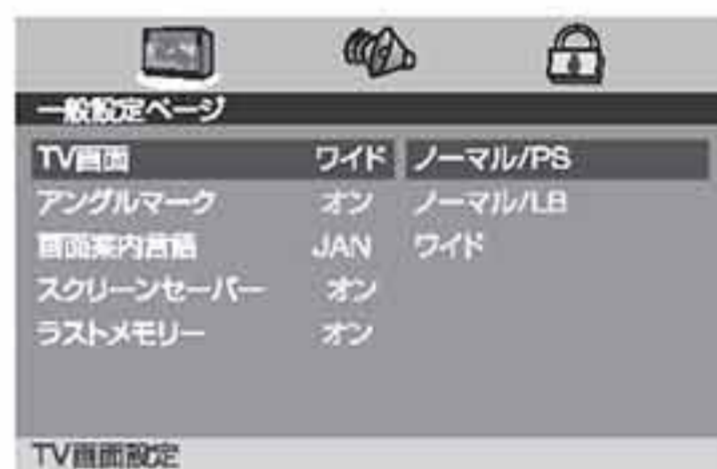 一般設定ページ
TV画面 ワイド ノーマル/PS
アングルマーク オン ノーマル/LB
画面案内言語 JAN ワイド
スクリーンセーバー オン
ラストメモリー オン
TV画面設定